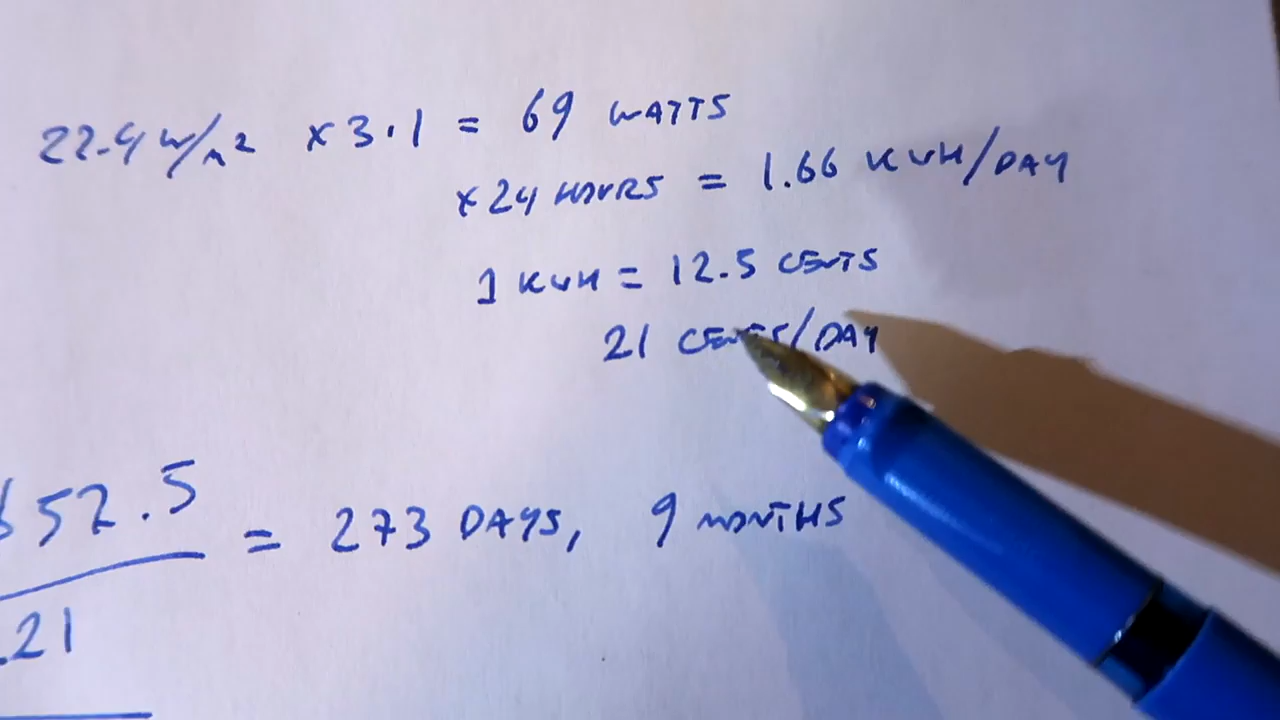 22.4 W/m² × 3.1 = 69 WATTS
× 24 HOURS = 1.66 KWH/DAY
1 KWH = 12.5 CENTS
21 CENTS/DAY
52.5 = 273 DAYS, 9 MONTHS
.21